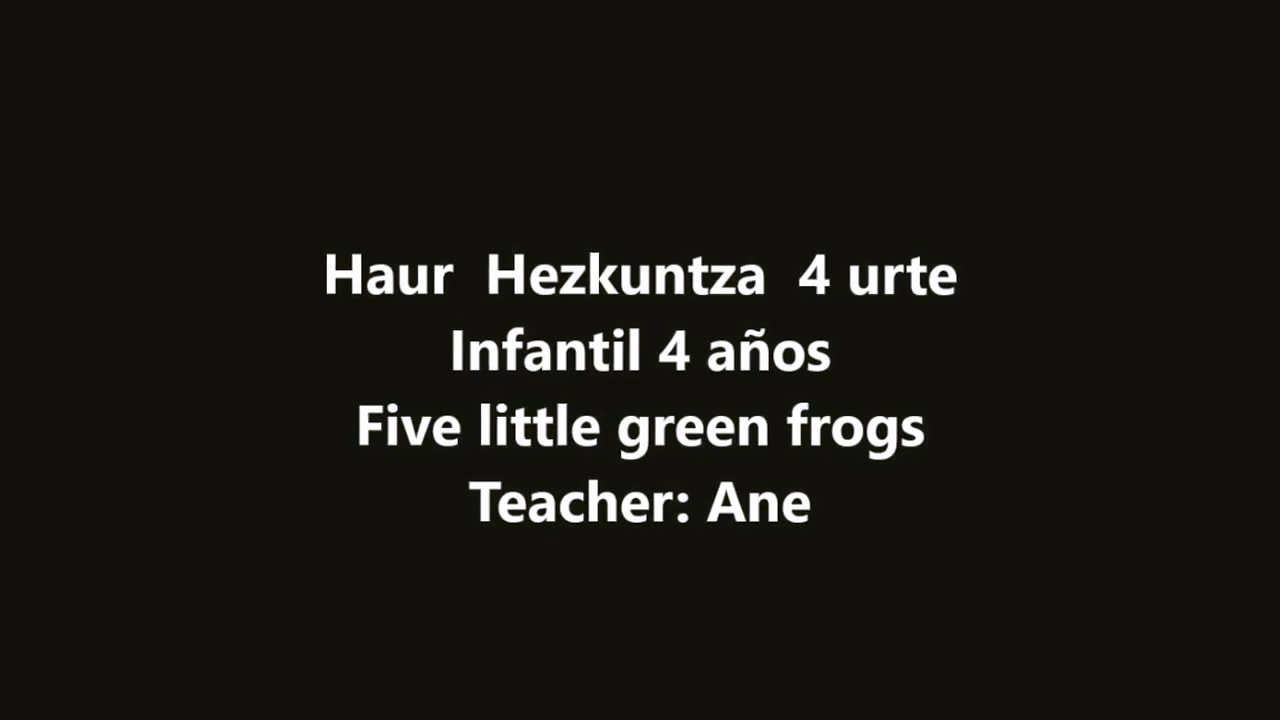 Haur Hezkuntza 4 urte
Infantil 4 años
Five little green frogs
Teacher: Ane